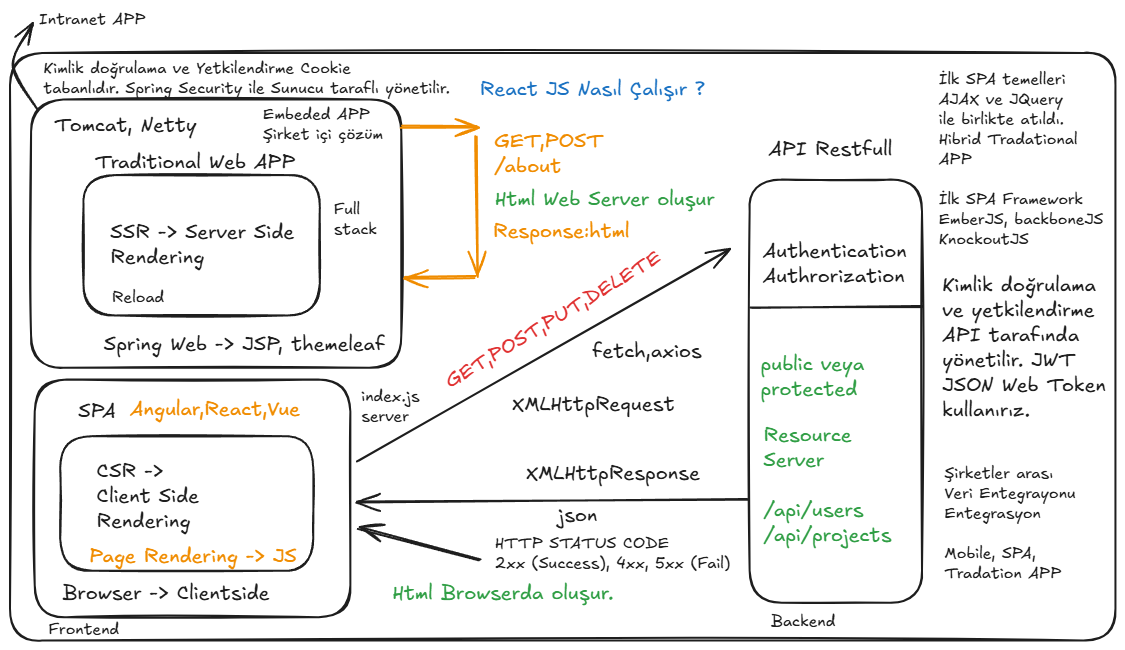 Intranet APP
Kimlik doğrulama ve Yetkilendirme Cookie
tabanlıdır. Spring Security ile Sunucu taraflı yönetilir.
Tomcat, Netty
Embeded APP
Şirket içi çözüm
Traditional Web APP
SSR -> Server Side
Rendering
Reload
Full
stack
Spring Web -> JSP, themeleaf
React JS Nasıl Çalışır ?
GET,POST
/about
Html Web Server oluşur
Response:html
GET,POST,PUT,DELETE
fetch,axios
XMLHttpRequest
XMLHttpResponse
json
HTTP STATUS CODE
2xx (Success), 4xx, 5xx (Fail)
Html Browserda oluşur.
index.js
server
SPA
Angular,React,Vue
CSR ->
Client Side
Rendering
Page Rendering -> JS
Browser -> Clientside
Frontend
API Restfull
Authentication
Authrorization
public veya
protected
Resource
Server
/api/users
/api/projects
Backend
İlk SPA temelleri
AJAX ve JQuery
ile birlikte atıldı.
Hibrid Tradational
APP
İlk SPA Framework
EmberJS, backboneJS
KnockoutJS
Kimlik doğrulama
ve yetkilendirme
API tarafında
yönetilir. JWT
JSON Web Token
kullanırız.
Şirketler arası
Veri Entegrayonu
Entegrasyon
Mobile, SPA,
Tradation APP